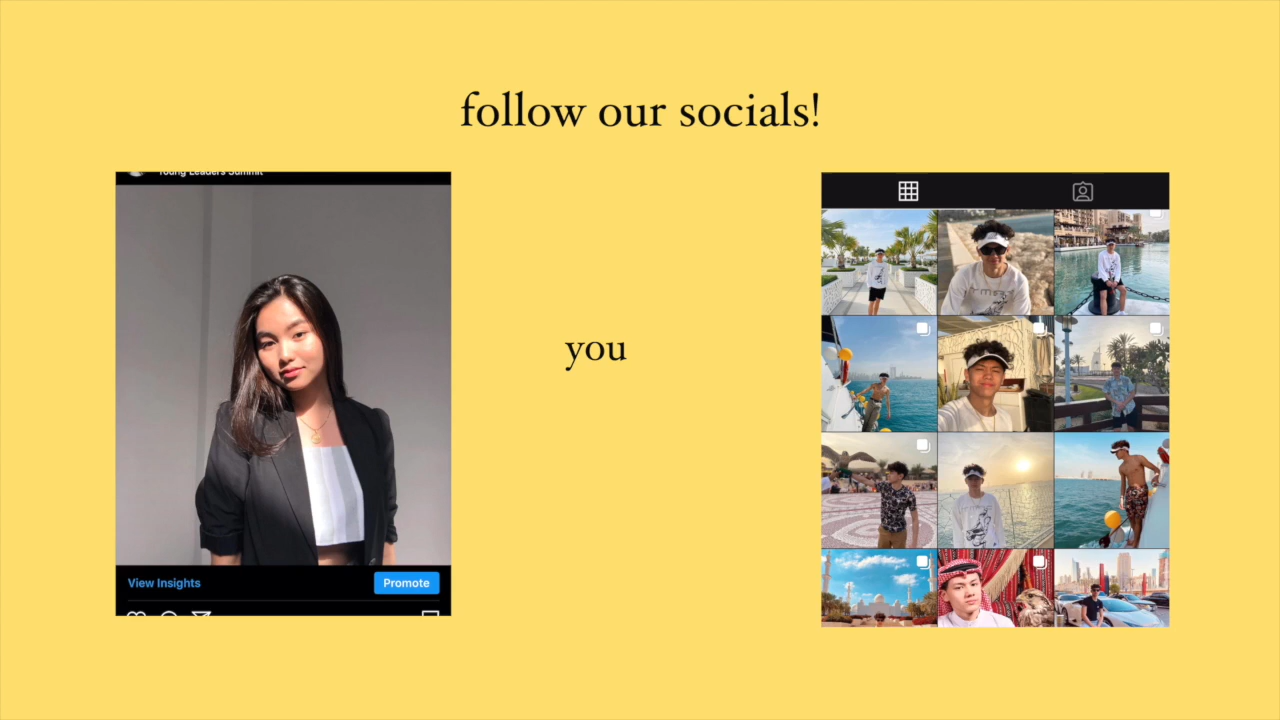 follow our socials!
Young Leaders Summit
you
View Insights
Promote